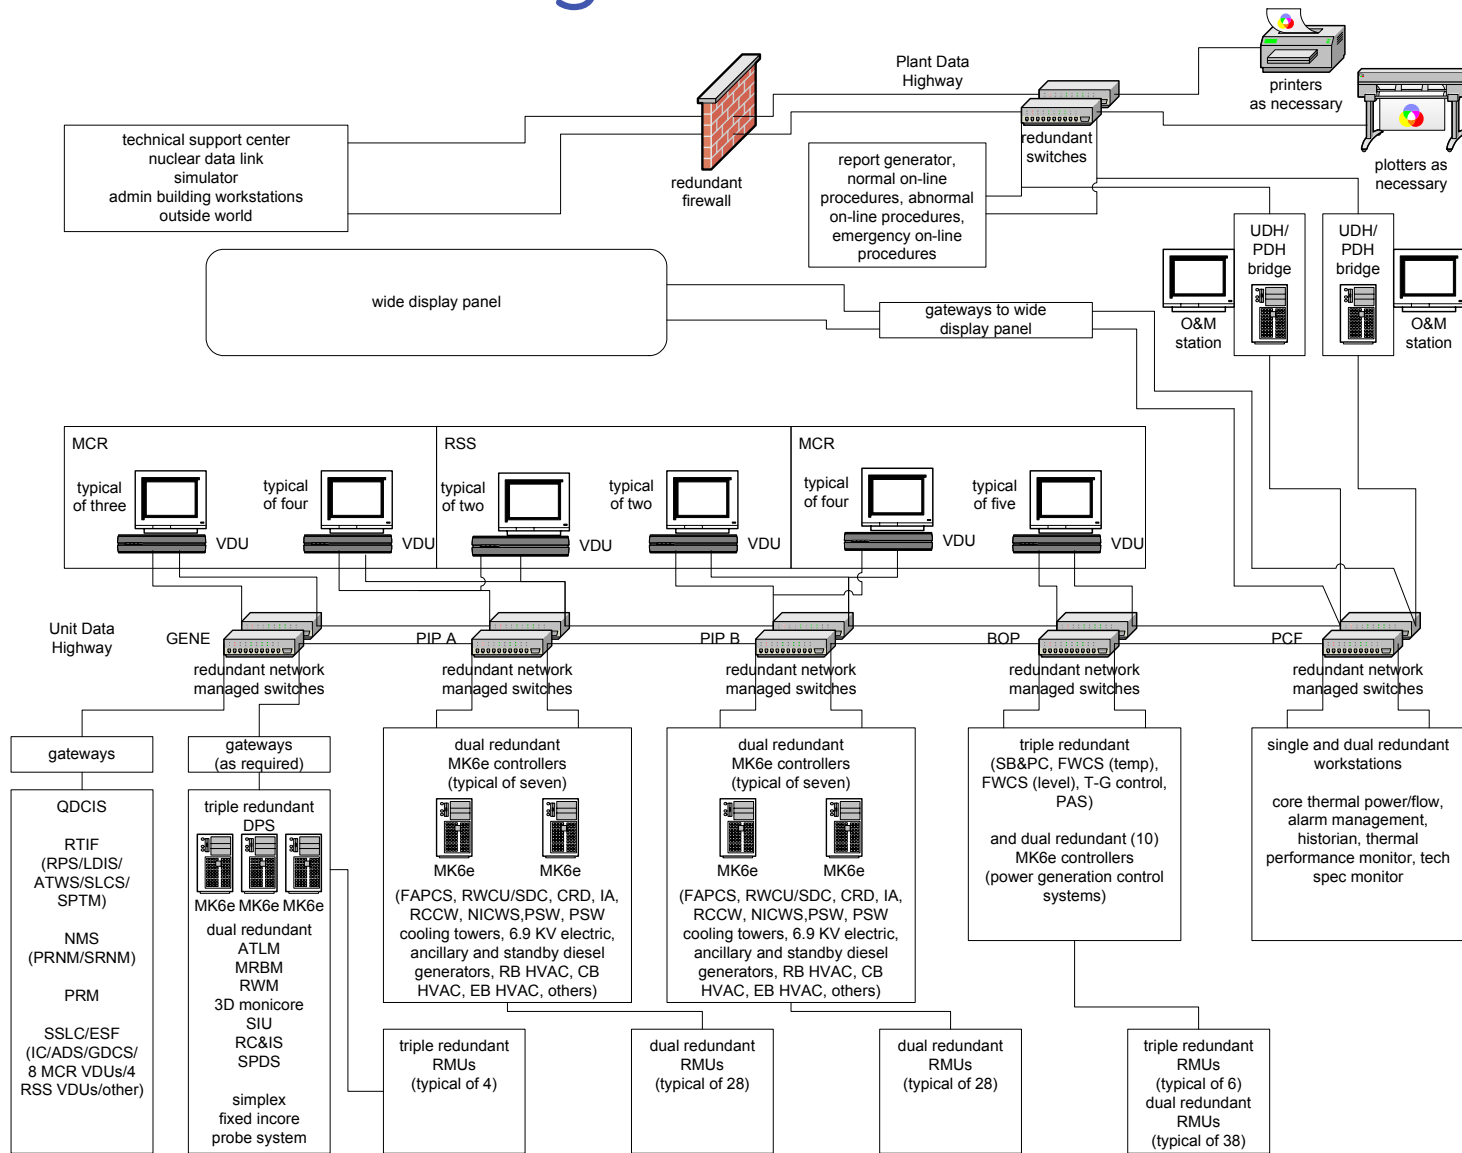 Plant Data
Highway
printers
as necessary
plotters as
necessary
redundant
switches
redundant
firewall
technical support center
nuclear data link
simulator
admin building workstations
outside world
report generator,
normal on-line
procedures, abnormal
on-line procedures,
emergency on-line
procedures
UDH/
PDH
bridge
UDH/
PDH
bridge
O&M
station
O&M
station
wide display panel
gateways to wide
display panel
MCR
typical
of three
VDU
typical
of four
VDU
RSS
typical
of two
VDU
typical
of two
VDU
MCR
typical
of four
VDU
typical
of five
VDU
Unit Data
Highway
GENE
redundant network
managed switches
PIP A
redundant network
managed switches
PIP B
redundant network
managed switches
BOP
redundant network
managed switches
PCF
redundant network
managed switches
gateways
QDCIS
RTIF
(RPS/LDIS/
ATWS/SLCS/
SPTM)
NMS
(PRNM/SRNM)
PRM
SSLC/ESF
(IC/ADS/GDCS/
8 MCR VDUs/4
RSS VDUs/other)
gateways
(as required)
triple redundant
DPS
MK6e MK6e MK6e
dual redundant
ATLM
MRBM
RWM
3D monicore
SIU
RC&IS
SPDS
simplex
fixed incore
probe system
dual redundant
MK6e controllers
(typical of seven)
MK6e
MK6e
(FAPCS, RWCU/SDC, CRD, IA,
RCCW, NICWS,PSW, PSW
cooling towers, 6.9 KV electric,
ancillary and standby diesel
generators, RB HVAC, CB
HVAC, EB HVAC, others)
dual redundant
MK6e controllers
(typical of seven)
MK6e
MK6e
(FAPCS, RWCU/SDC, CRD, IA,
RCCW, NICWS,PSW, PSW
cooling towers, 6.9 KV electric,
ancillary and standby diesel
generators, RB HVAC, CB
HVAC, EB HVAC, others)
triple redundant
(SB&PC, FWCS (temp),
FWCS (level), T-G control,
PAS)
and dual redundant (10)
MK6e controllers
(power generation control
systems)
single and dual redundant
workstations
core thermal power/flow,
alarm management,
historian, thermal
performance monitor, tech
spec monitor
triple redundant
RMUs
(typical of 4)
dual redundant
RMUs
(typical of 28)
dual redundant
RMUs
(typical of 28)
triple redundant
RMUs
(typical of 6)
dual redundant
RMUs
(typical of 38)